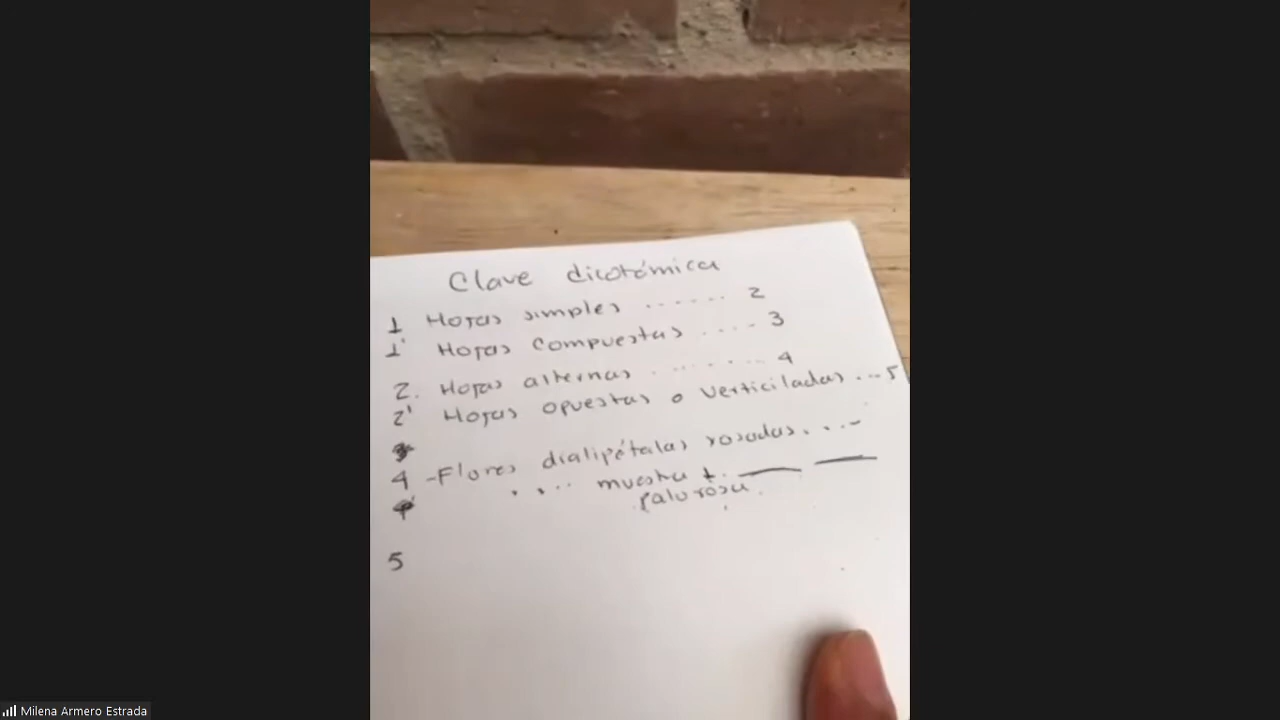 Clave dicotómica
1 Hojas simples ...... 2
1' Hojas compuestas .... 3
2. Hojas alternas ........ 4
2' Hojas opuestas o verticiladas ... 5
4 -Flores dialipétalas rosadas....
.... muestra 1.
palo rosa.
5
Milena Armero Estrada